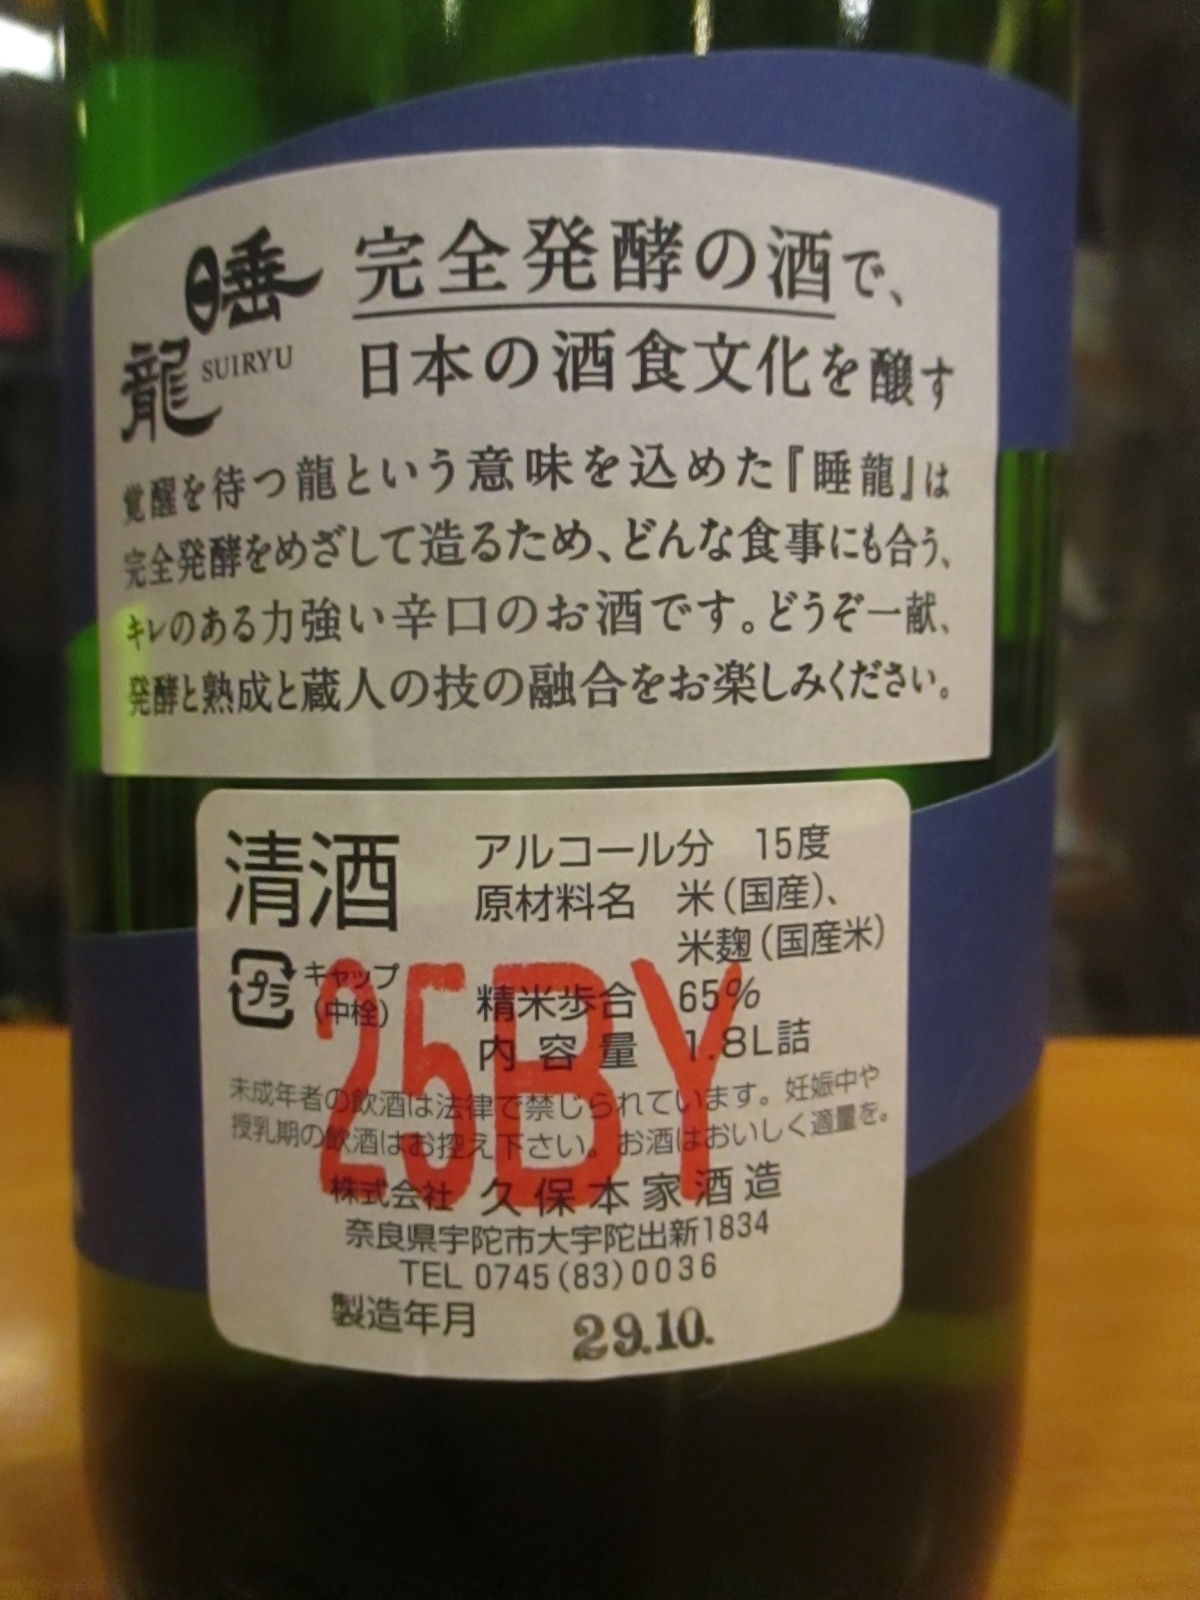 睡龍
SUIRYU
完全発酵の酒で、
日本の酒食文化を醸す
覚醒を待つ龍という意味を込めた『睡龍』は
完全発酵をめざして造るため、どんな食事にも合う、
キレのある力強い辛口のお酒です。どうぞ一献、
発酵と熟成と蔵人の技の融合をお楽しみください。
清酒
プラ
キャップ
(中栓)
アルコール分 15度
原材料名 米(国産)、
米麹(国産米)
精米歩合 65%
内容量 1.8L詰
25BY
未成年者の飲酒は法律で禁じられています。妊娠中や
授乳期の飲酒はお控え下さい。お酒はおいしく適量を。
株式会社 久保本家酒造
奈良県宇陀市大宇陀出新1834
TEL 0745(83)0036
製造年月 29.10.